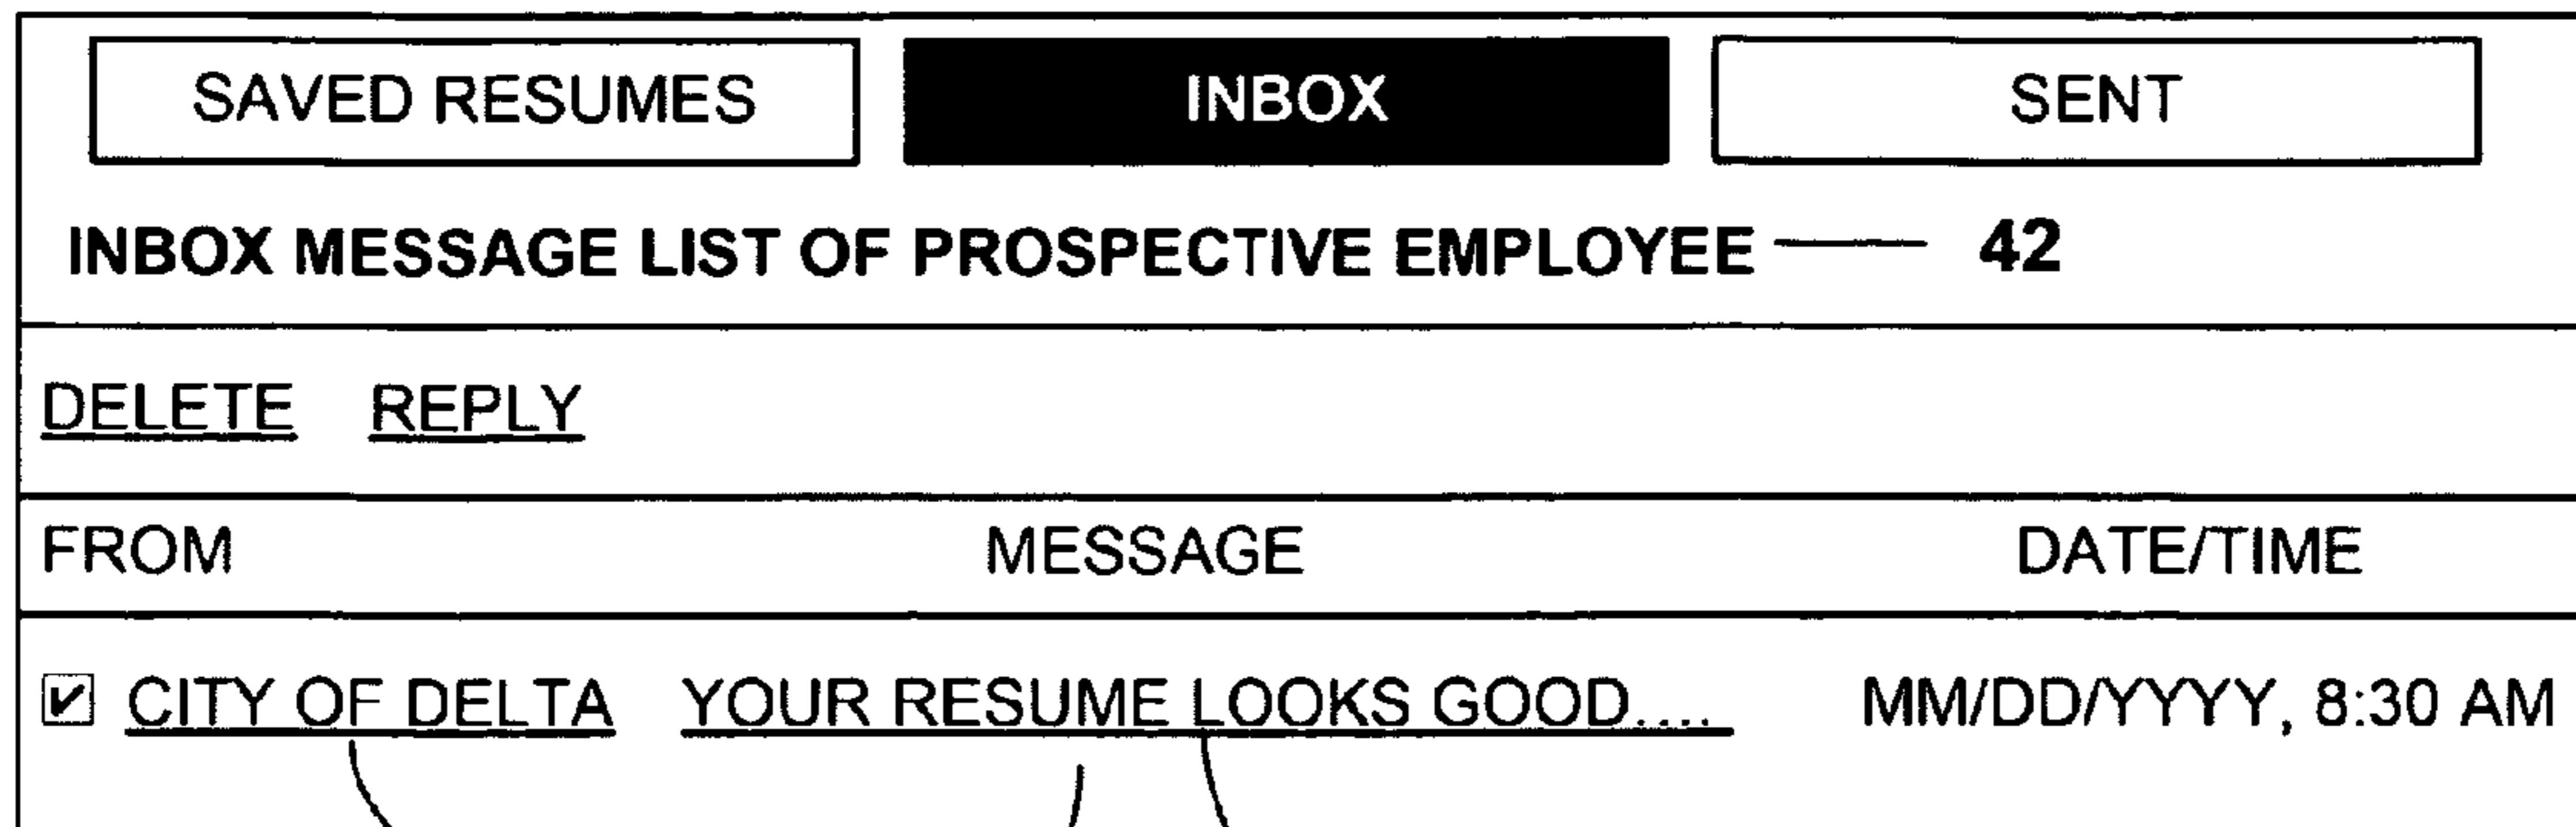 SAVED RESUMES INBOX SENT
INBOX MESSAGE LIST OF PROSPECTIVE EMPLOYEE 42
DELETE REPLY
FROM MESSAGE DATE/TIME
CITY OF DELTA YOUR RESUME LOOKS GOOD.... MM/DD/YYYY, 8:30 AM